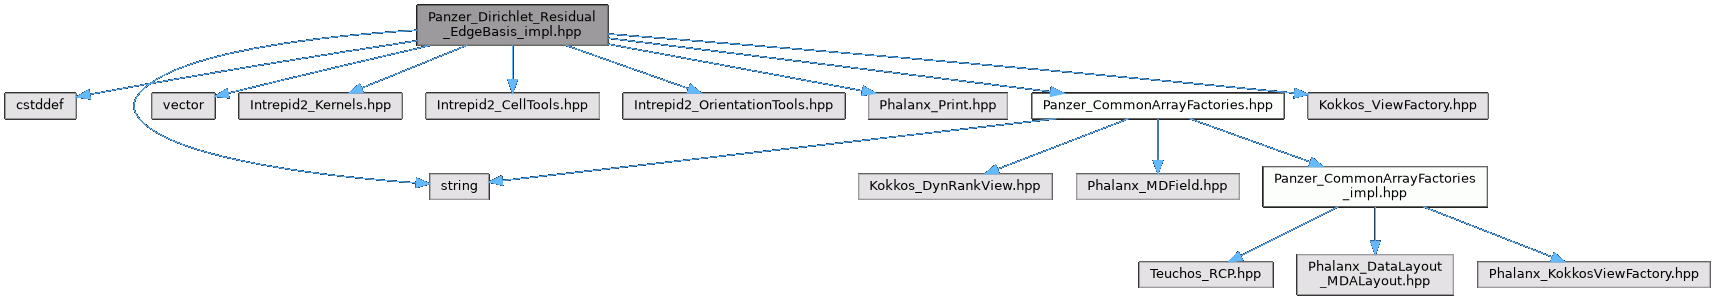 Panzer_Dirichlet_Residual
_EdgeBasis_impl.hpp
cstddef
vector
Intrepid2_Kernels.hpp
Intrepid2_CellTools.hpp
Intrepid2_OrientationTools.hpp
Phalanx_Print.hpp
Panzer_CommonArrayFactories.hpp
Kokkos_ViewFactory.hpp
string
Kokkos_DynRankView.hpp
Phalanx_MDField.hpp
Panzer_CommonArrayFactories
_impl.hpp
Teuchos_RCP.hpp
Phalanx_DataLayout
_MDALayout.hpp
Phalanx_KokkosViewFactory.hpp